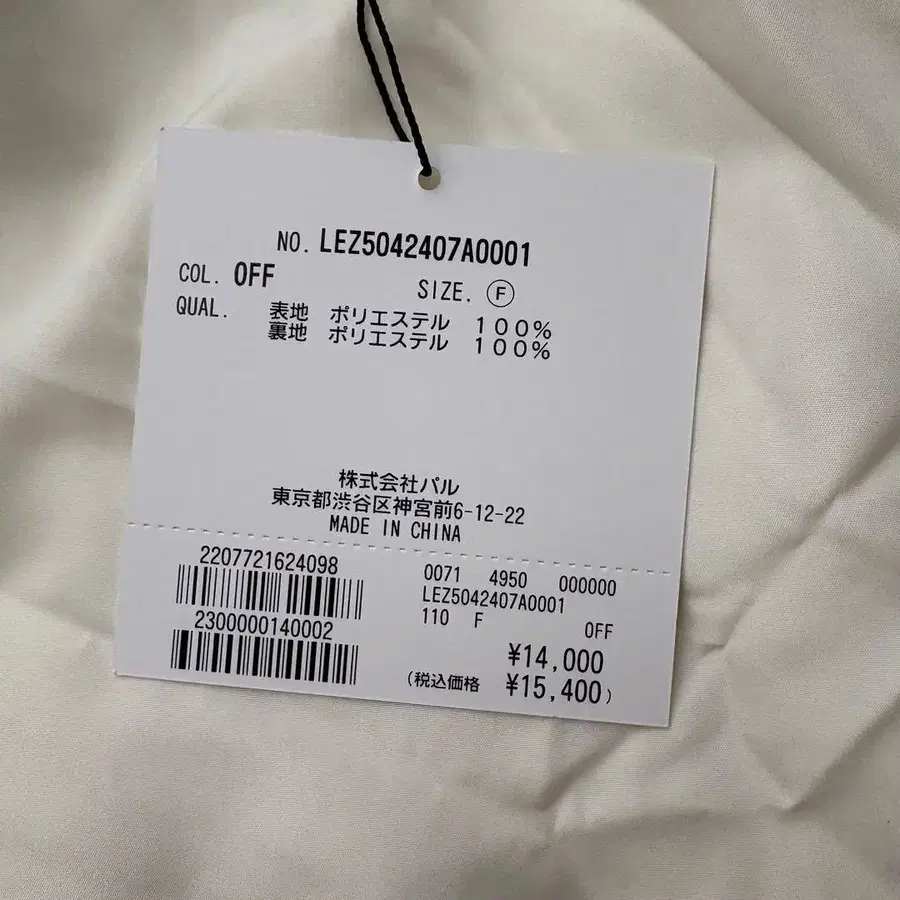 NO. LEZ5042407A0001
COL. OFF
SIZE. Ⓕ
QUAL. 表地 ポリエステル 100%
裏地 ポリエステル 100%
株式会社パル
東京都渋谷区神宮前6-12-22
MADE IN CHINA
2207721624098
2300000140002
0071 4950 000000
LEZ5042407A0001
110 F OFF
¥14,000
(税込価格 ¥15,400)